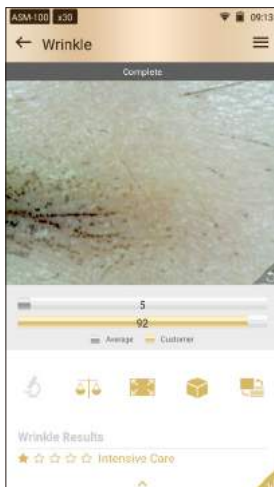 ASM-100 x30 09:13
Wrinkle
Complete
5
92
Average Customer
Wrinkle Results
Intensive Care